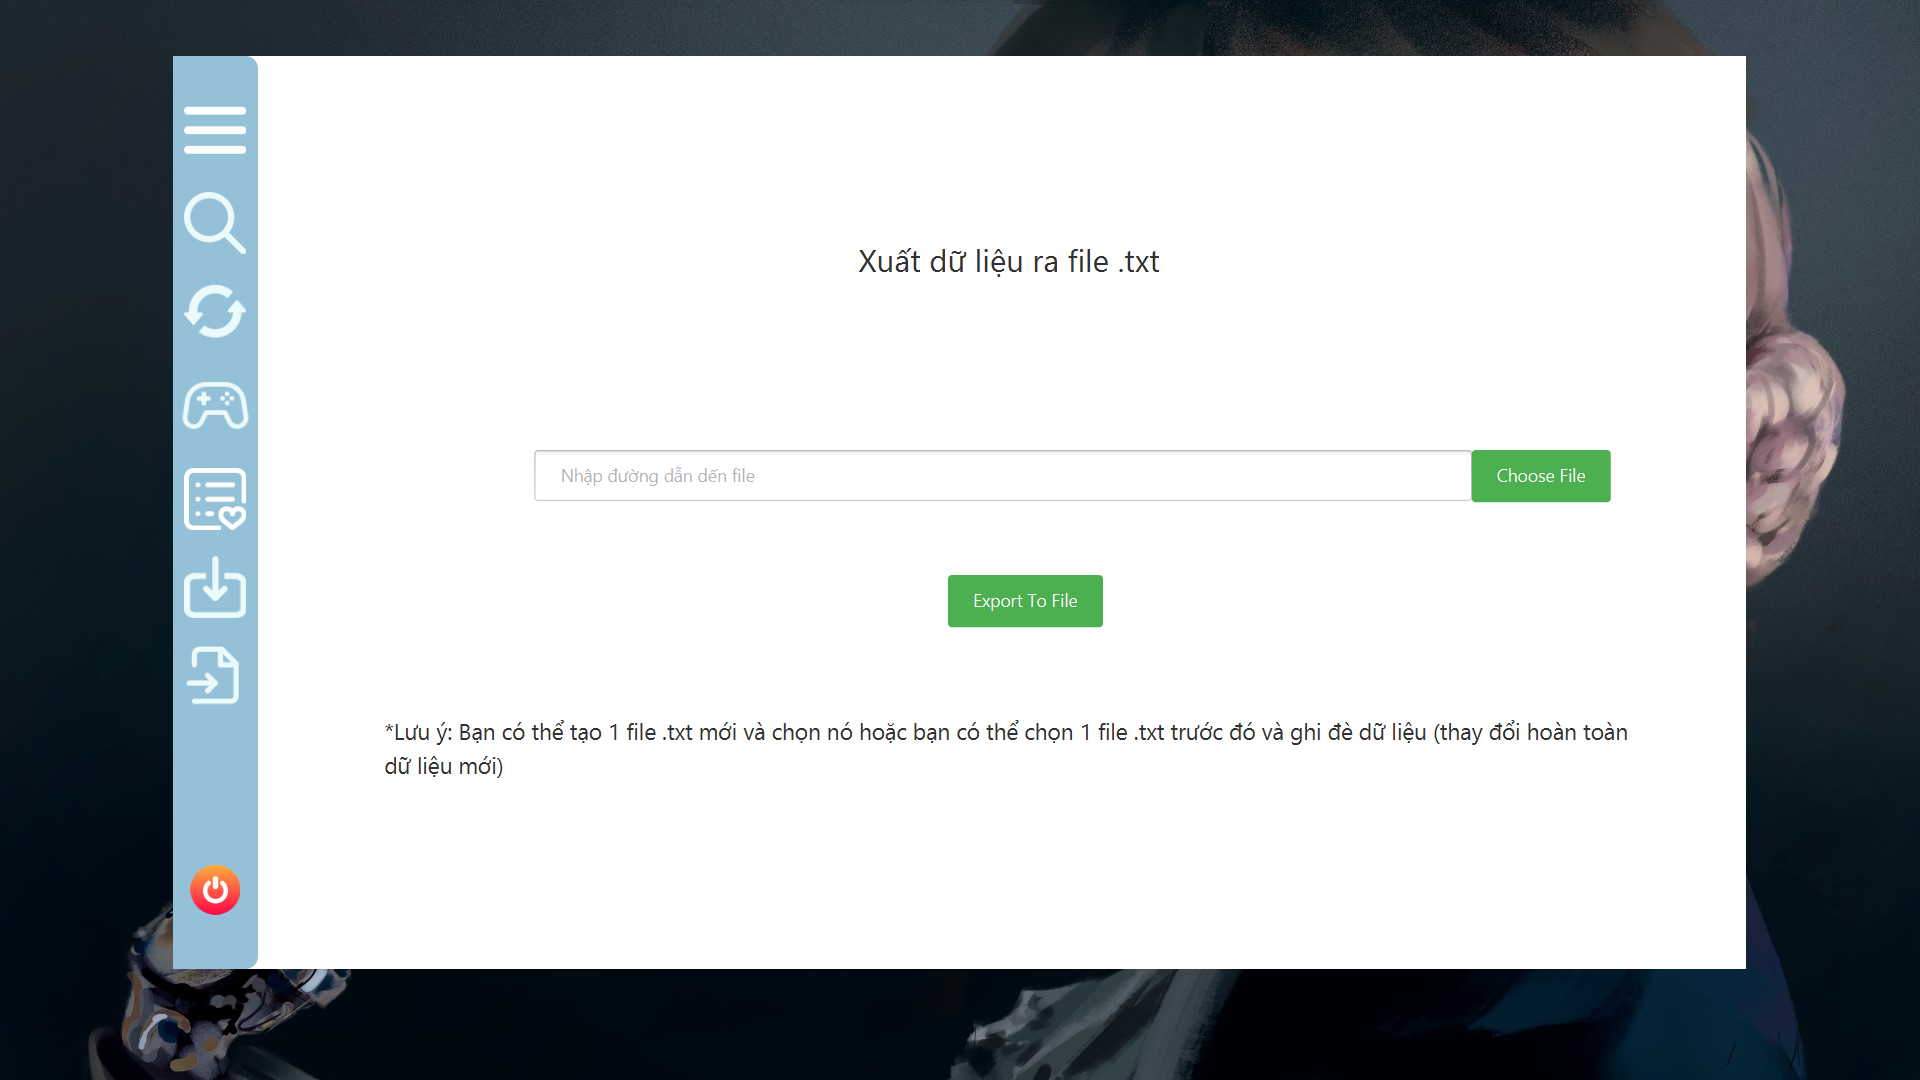 Xuất dữ liệu ra file .txt
Nhập đường dẫn dến file
Choose File
Export To File
*Lưu ý: Bạn có thể tạo 1 file .txt mới và chọn nó hoặc bạn có thể chọn 1 file .txt trước đó và ghi đè dữ liệu (thay đổi hoàn toàn
dữ liệu mới)